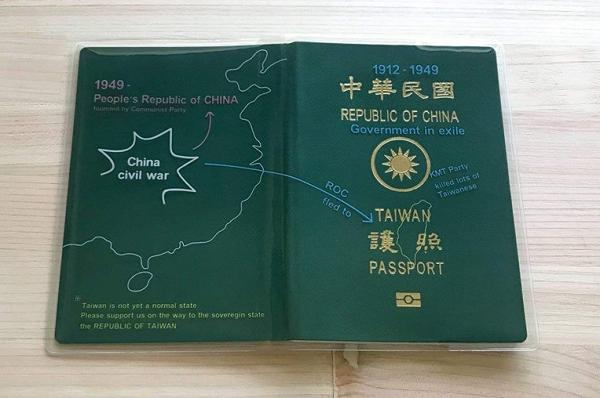 1949 -
People's Republic of CHINA
founded by Communist Party
China
civil war
※
Taiwan is not yet a normal state.
Please support us on the way to the soveregin state
the REPUBLIC OF TAIWAN
1912 - 1949
中華民國
REPUBLIC OF CHINA
Government in exile
KMT Party
killed lots of
Taiwanese
ROC
fled to
TAIWAN
護照
PASSPORT